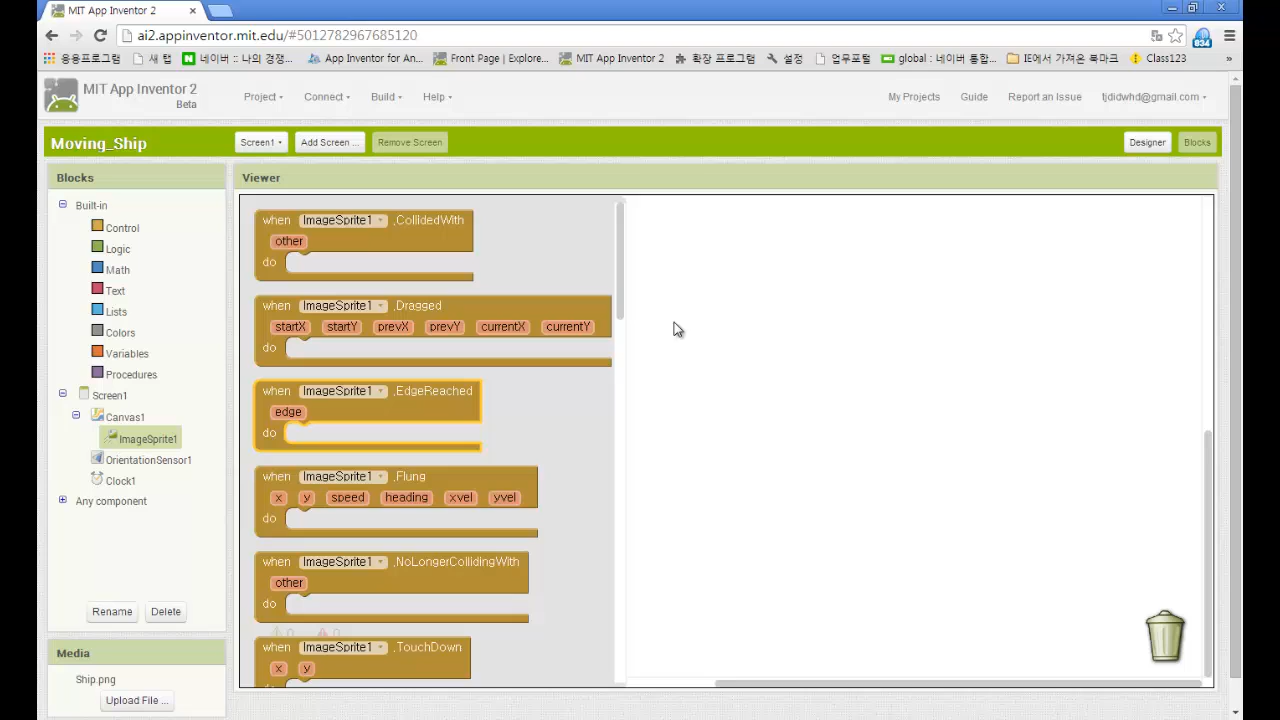 MIT App Inventor 2
ai2.appinventor.mit.edu/#5012782967685120
834
응용프로그램 새 탭 네이버 :: 나의 경쟁... App Inventor for An... Front Page | Explore... MIT App Inventor 2 확장 프로그램 설정 업무포털 global : 네이버 통합... IE에서 가져온 북마크 Class123 »
MIT App Inventor 2
Beta
Project Connect Build Help My Projects Guide Report an Issue tjdidwhd@gmail.com
Moving_Ship Screen1 Add Screen ... Remove Screen Designer Blocks
Blocks
Built-in
Control
Logic
Math
Text
Lists
Colors
Variables
Procedures
Screen1
Canvas1
ImageSprite1
OrientationSensor1
Clock1
Any component
Rename Delete
Media
Ship.png
Upload File ...
Viewer
when ImageSprite1 .CollidedWith
other
do
when ImageSprite1 .Dragged
startX startY prevX prevY currentX currentY
do
when ImageSprite1 .EdgeReached
edge
do
when ImageSprite1 .Flung
x y speed heading xvel yvel
do
when ImageSprite1 .NoLongerCollidingWith
other
do
0 0
when ImageSprite1 .TouchDown
x y